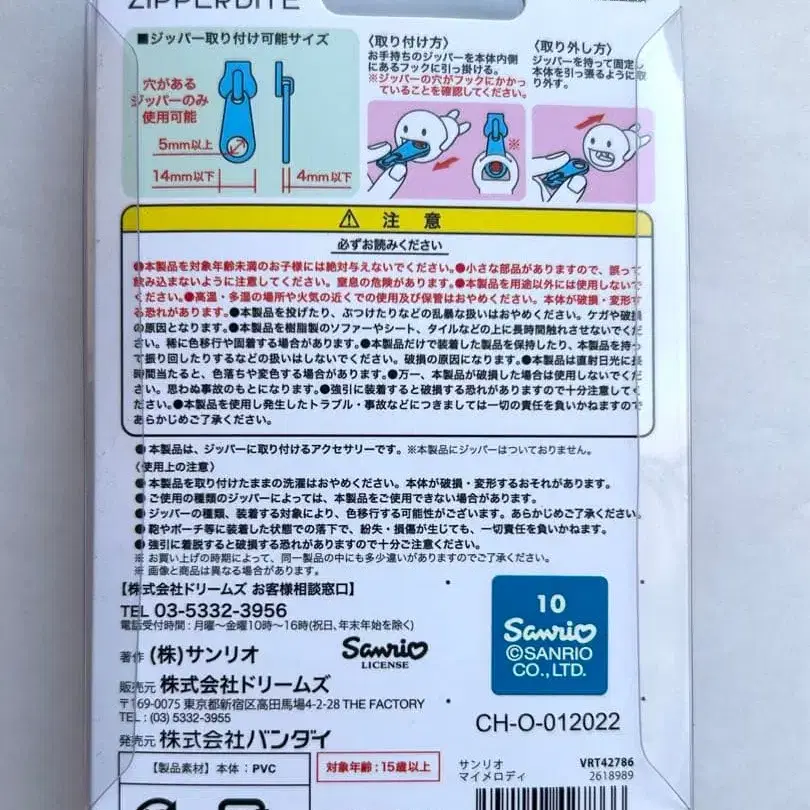 ZIPPERBITE
■ジッパー取り付け可能サイズ
穴がある
ジッパーのみ
使用可能
5mm以上
14mm以下
4mm以下
〈取り付け方〉
お手持ちのジッパーを本体内側
にあるフックに引っ掛ける。
※ジッパーの穴がフックにかかっ
ていることを確認してください。
※
〈取り外し方〉
ジッパーを持って固定し
本体を引っ張るように取
り外す。
⚠ 注 意
必ずお読みください
●本製品を対象年齢未満のお子様には絶対与えないでください。●小さな部品がありますので、誤って
飲み込まないように注意してください。窒息の危険があります。●本製品を用途以外には使用しないで
ください。●高温・多湿の場所や火気の近くでの使用及び保管はおやめください。本体が破損・変形す
る恐れがあります。●本製品を投げたり、ぶつけたりなどの乱暴な扱いはおやめください。ケガや破損
の原因となります。●本製品を樹脂製のソファーやシート、タイルなどの上に長時間触れさせないでくだ
さい。稀に色移行や固着する場合があります。●本製品だけで装着した製品を保持したり、本製品を持っ
て振り回したりするなどの扱いはしないでください。破損の原因になります。●本製品は直射日光に長
時間当たると、色落ちや変色する場合があります。●万一、本製品が破損した場合は使用しないでくだ
さい。思わぬ事故のもとになります。●強引に装着すると破損する恐れがありますので十分注意してく
ださい。●本製品を使用し発生したトラブル・事故などにつきましては一切の責任を負いかねますので
あらかじめご了承ください。
●本製品は、ジッパーに取り付けるアクセサリーです。※本製品にジッパーはついておりません。
〈使用上の注意〉
●本製品を取り付けたままの洗濯はおやめください。本体が破損・変形するおそれがあります。
●ご使用の種類のジッパーによっては、本製品をご使用できない場合があります。
●ジッパーの種類、装着する対象により、色移行する可能性がございます。あらかじめご了承ください。
●鞄やポーチ等に装着した状態での落下で、紛失・損傷が生じても、一切責任を負いかねます。
●強引に着脱すると破損する恐れがありますので十分ご注意ください。
※ お買い上げの時期によって、同一製品の中にも多少違いがありますのでご了承ください。
※ 画像と商品は異なる場合があります。
【株式会社ドリームズ お客様相談窓口】
TEL 03-5332-3956
電話受付時間:月曜～金曜10時～16時(祝日、年末年始を除く)
著作 (株)サンリオ
Sanrio
LICENSE
販売元 株式会社ドリームズ
〒169-0075 東京都新宿区高田馬場4-2-28 THE FACTORY
TEL:(03) 5332-3955
発売元 株式会社バンダイ
10
Sanrio
©SANRIO
CO., LTD.
CH-O-012022
【製品素材】本体:PVC
対象年齢:15歳以上
サンリオ
マイメロディ
VRT42786
2618989